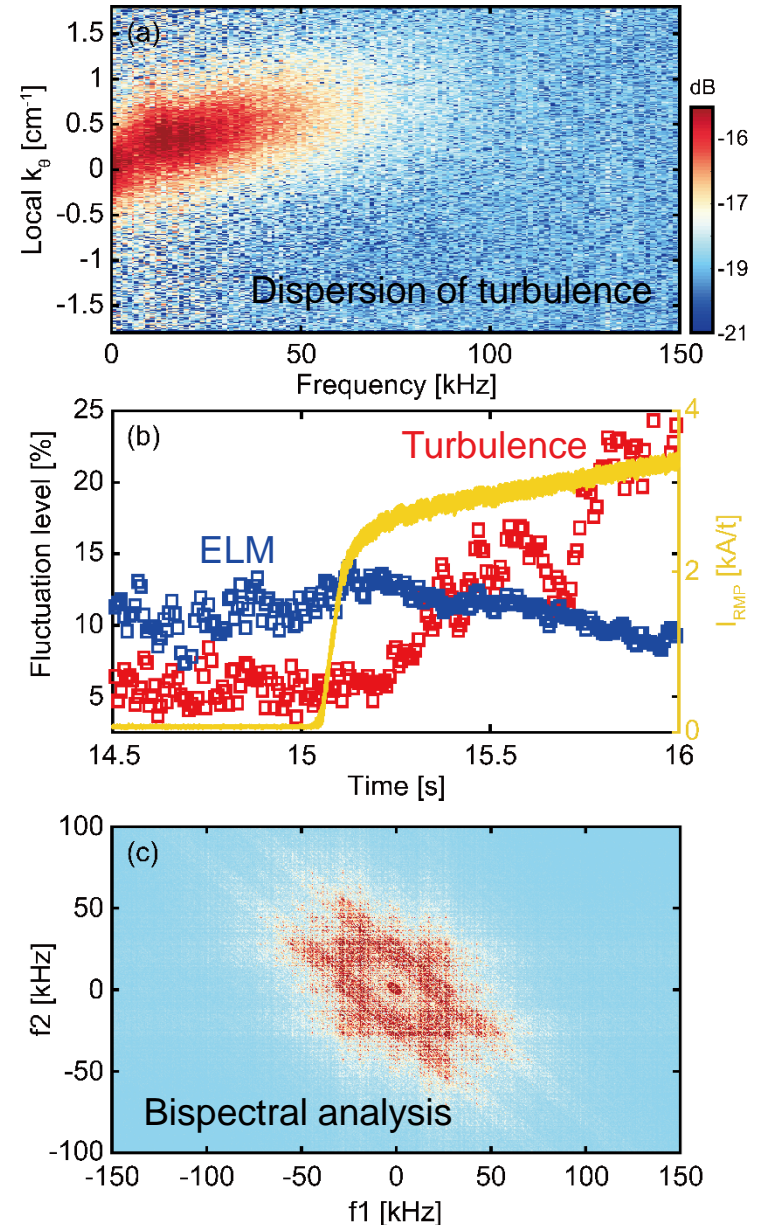 (a)
1.5
1
0.5
0
-0.5
-1
-1.5
Local kθ [cm-1]
Dispersion of turbulence
0 50 100 150
Frequency [kHz]
dB
-16
-17
-19
-21
(b)
25
20
15
10
5
Fluctuation level [%]
Turbulence
ELM
4
2
0
IRMP [kA/t]
14.5 15 15.5 16
Time [s]
(c)
100
50
0
-50
-100
f2 [kHz]
Bispectral analysis
-150 -100 -50 0 50 100 150
f1 [kHz]